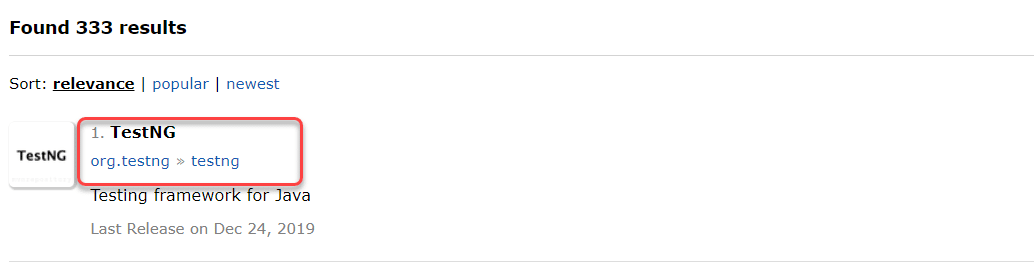 Found 333 results
Sort: relevance | popular | newest
TestNG
1. TestNG
org.testng » testng
Testing framework for Java
Last Release on Dec 24, 2019